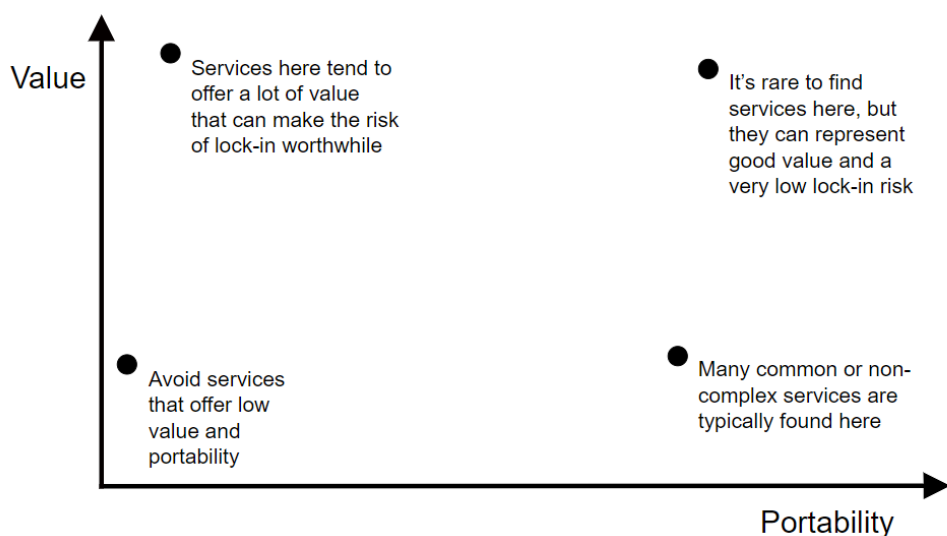 Value
Services here tend to
offer a lot of value
that can make the risk
of lock-in worthwhile
It's rare to find
services here, but
they can represent
good value and a
very low lock-in risk
Avoid services
that offer low
value and
portability
Many common or non-
complex services are
typically found here
Portability